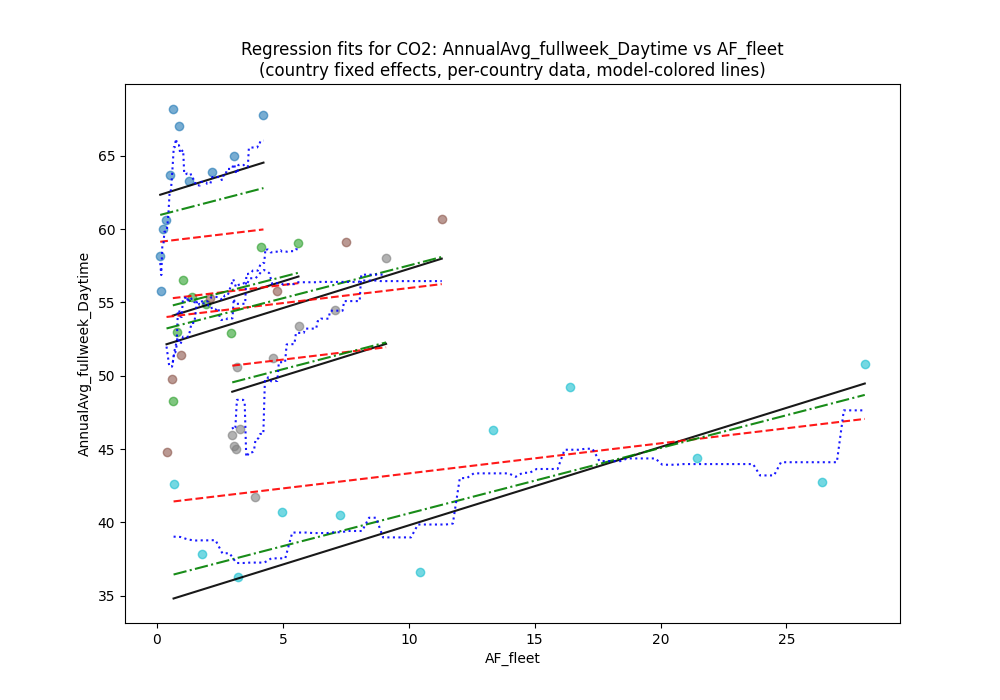 Regression fits for CO2: AnnualAvg_fullweek_Daytime vs AF_fleet
(country fixed effects, per-country data, model-colored lines)
65
60
55
50
45
40
35
AnnualAvg_fullweek_Daytime
0 5 10 15 20 25
AF_fleet